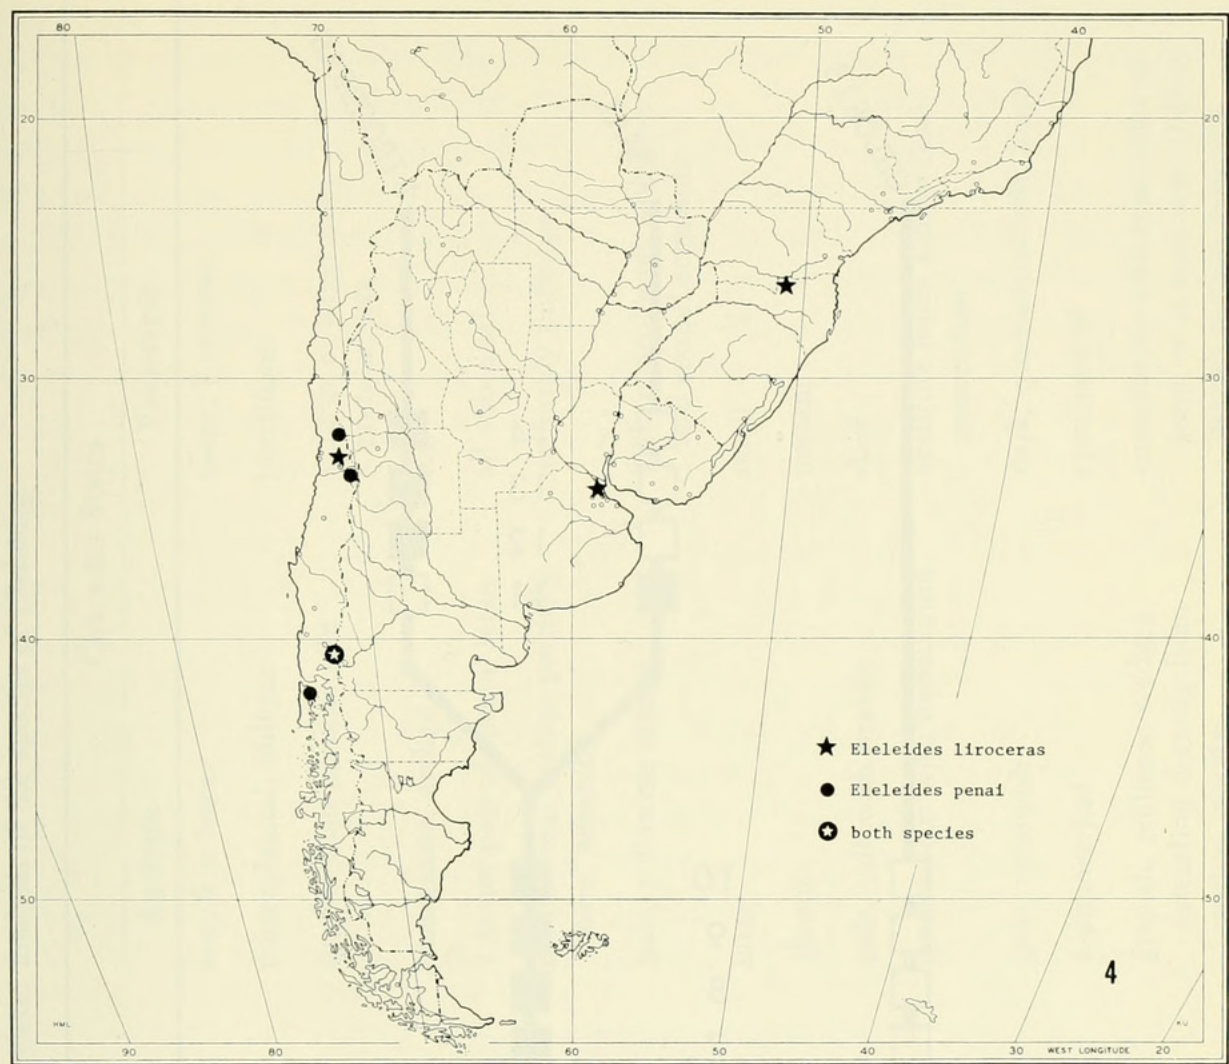 80 70 60 50 40
20 20
30 30
40 40
★ Eleleides liroceras
● Eleleides penai
✪ both species
50 50
4
HML KU
90 80 70 60 50 40 30 WEST LONGITUDE 20